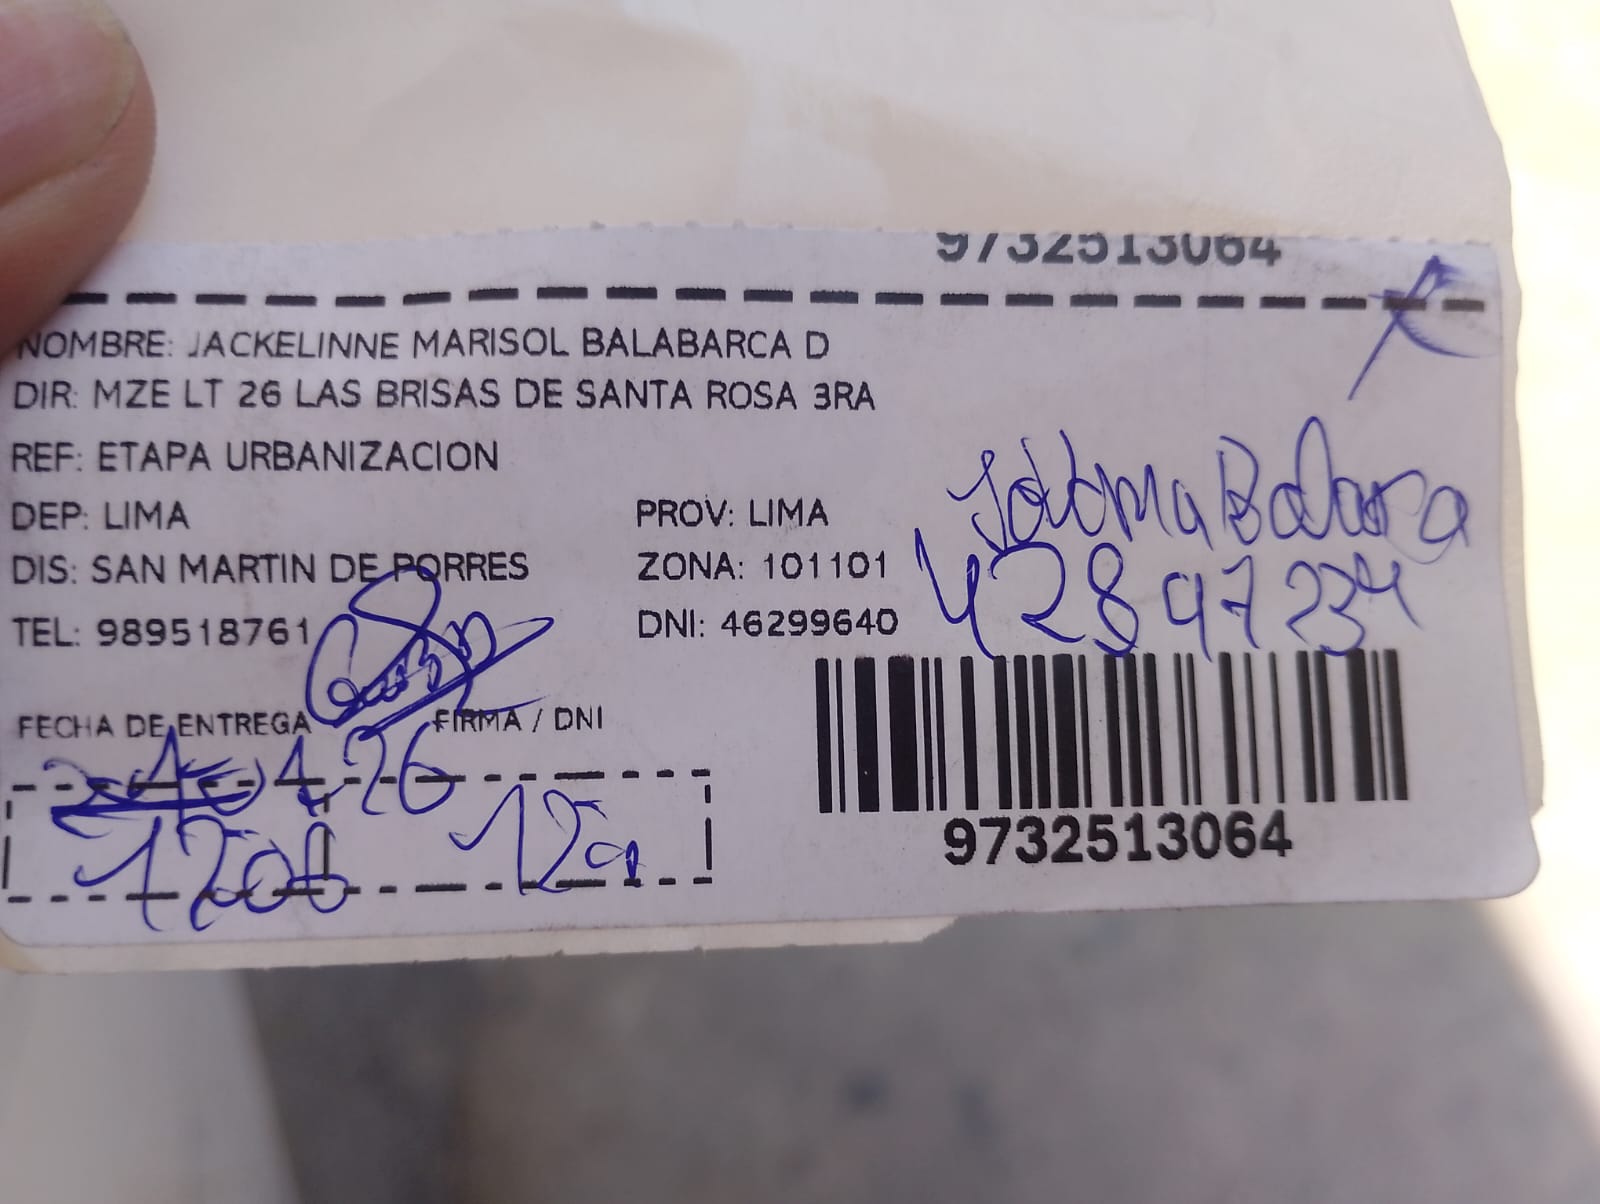 9732513064
NOMBRE: JACKELINNE MARISOL BALABARCA D
DIR: MZE LT 26 LAS BRISAS DE SANTA ROSA 3RA
REF: ETAPA URBANIZACION
DEP: LIMA PROV: LIMA
DIS: SAN MARTIN DE PORRES ZONA: 101101
TEL: 989518761 DNI: 46299640
42897234
FECHA DE ENTREGA FIRMA / DNI
4 26
9732513064